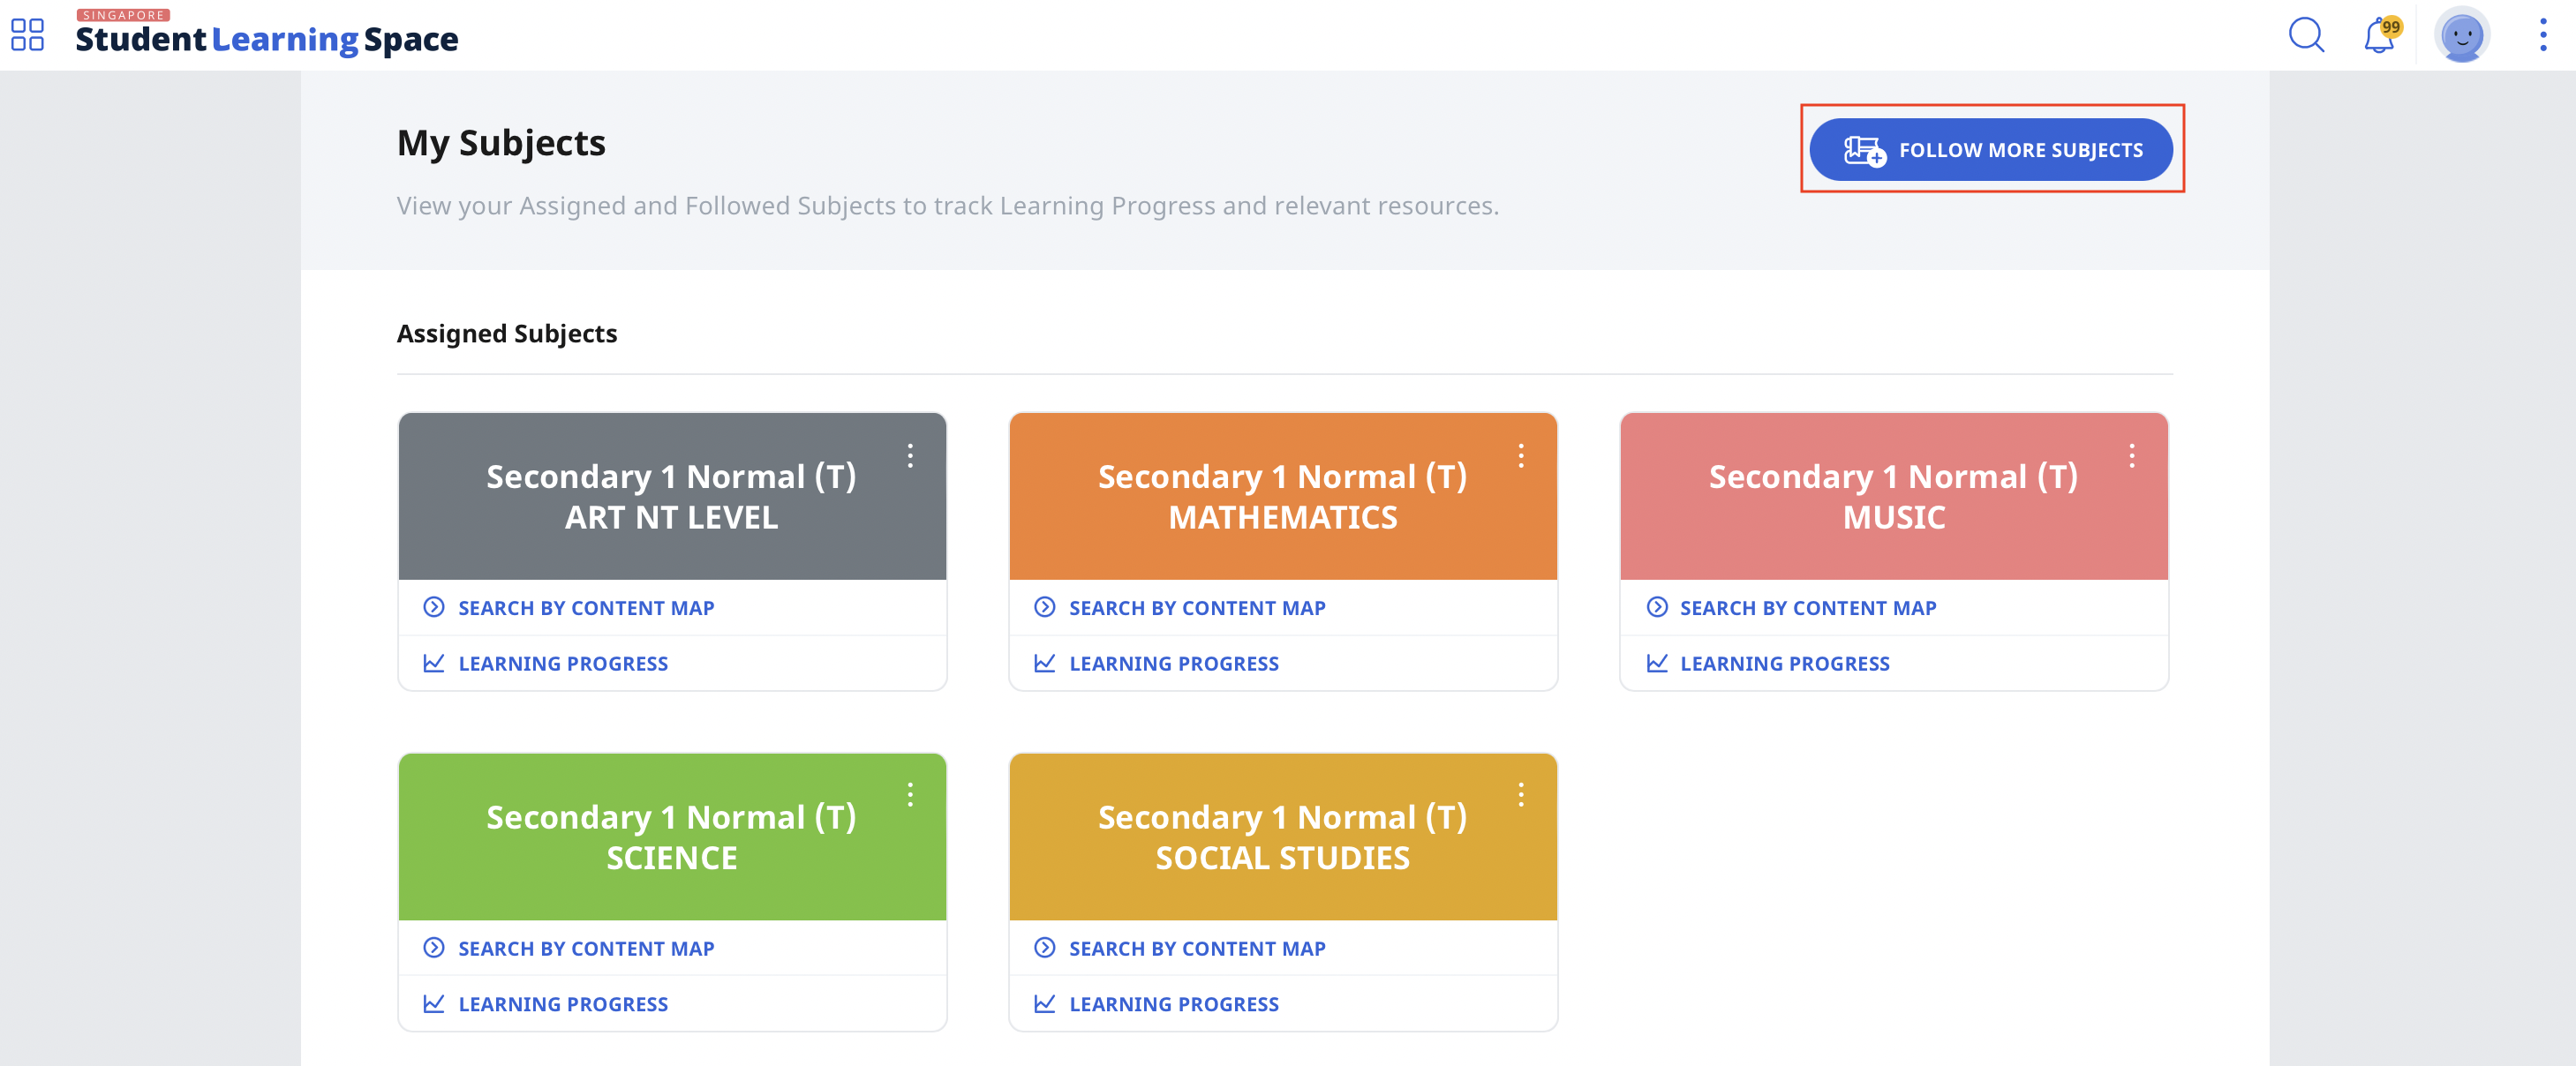 SINGAPORE
Student Learning Space
99
My Subjects
FOLLOW MORE SUBJECTS
View your Assigned and Followed Subjects to track Learning Progress and relevant resources.
Assigned Subjects
Secondary 1 Normal (T)
ART NT LEVEL
SEARCH BY CONTENT MAP
LEARNING PROGRESS
Secondary 1 Normal (T)
MATHEMATICS
SEARCH BY CONTENT MAP
LEARNING PROGRESS
Secondary 1 Normal (T)
MUSIC
SEARCH BY CONTENT MAP
LEARNING PROGRESS
Secondary 1 Normal (T)
SCIENCE
SEARCH BY CONTENT MAP
LEARNING PROGRESS
Secondary 1 Normal (T)
SOCIAL STUDIES
SEARCH BY CONTENT MAP
LEARNING PROGRESS